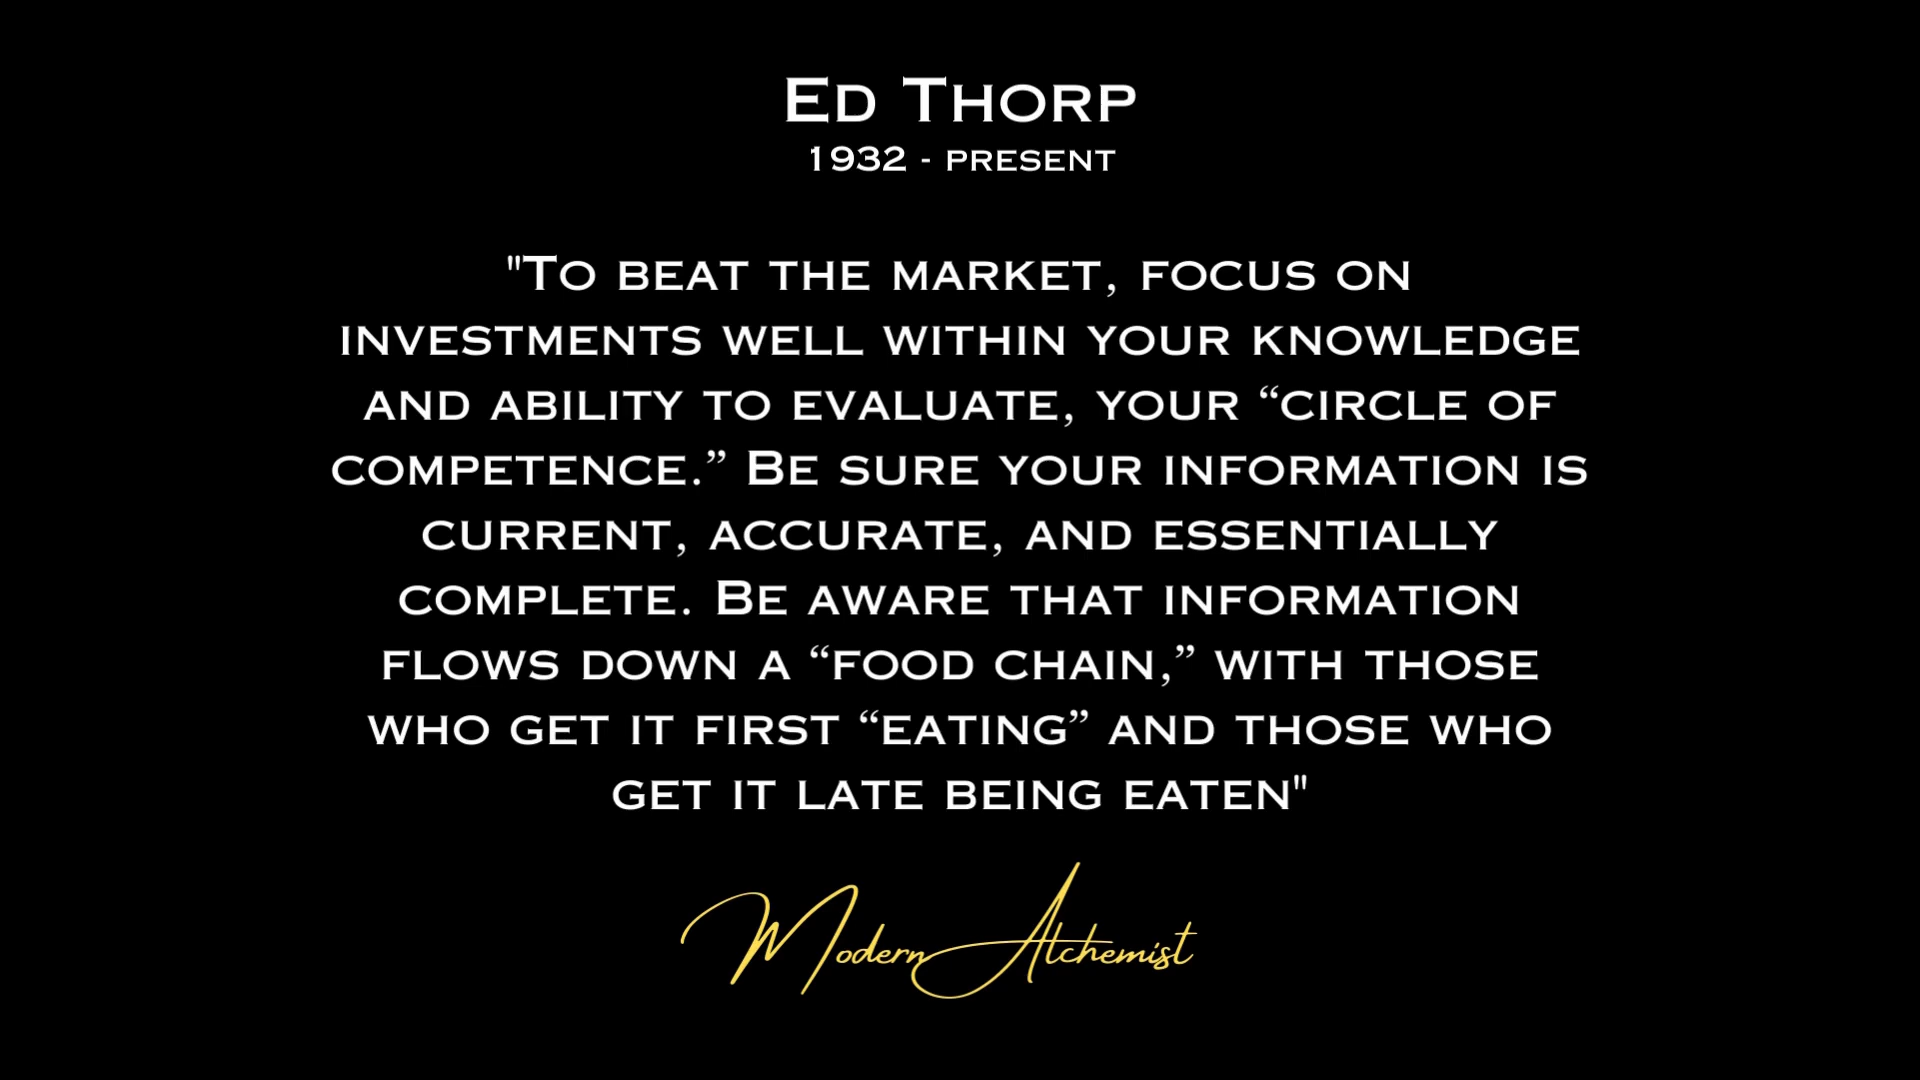 Ed Thorp
1932 - present
"To beat the market, focus on
investments well within your knowledge
and ability to evaluate, your “circle of
competence.” Be sure your information is
current, accurate, and essentially
complete. Be aware that information
flows down a “food chain,” with those
who get it first “eating” and those who
get it late being eaten"
Modern Alchemist